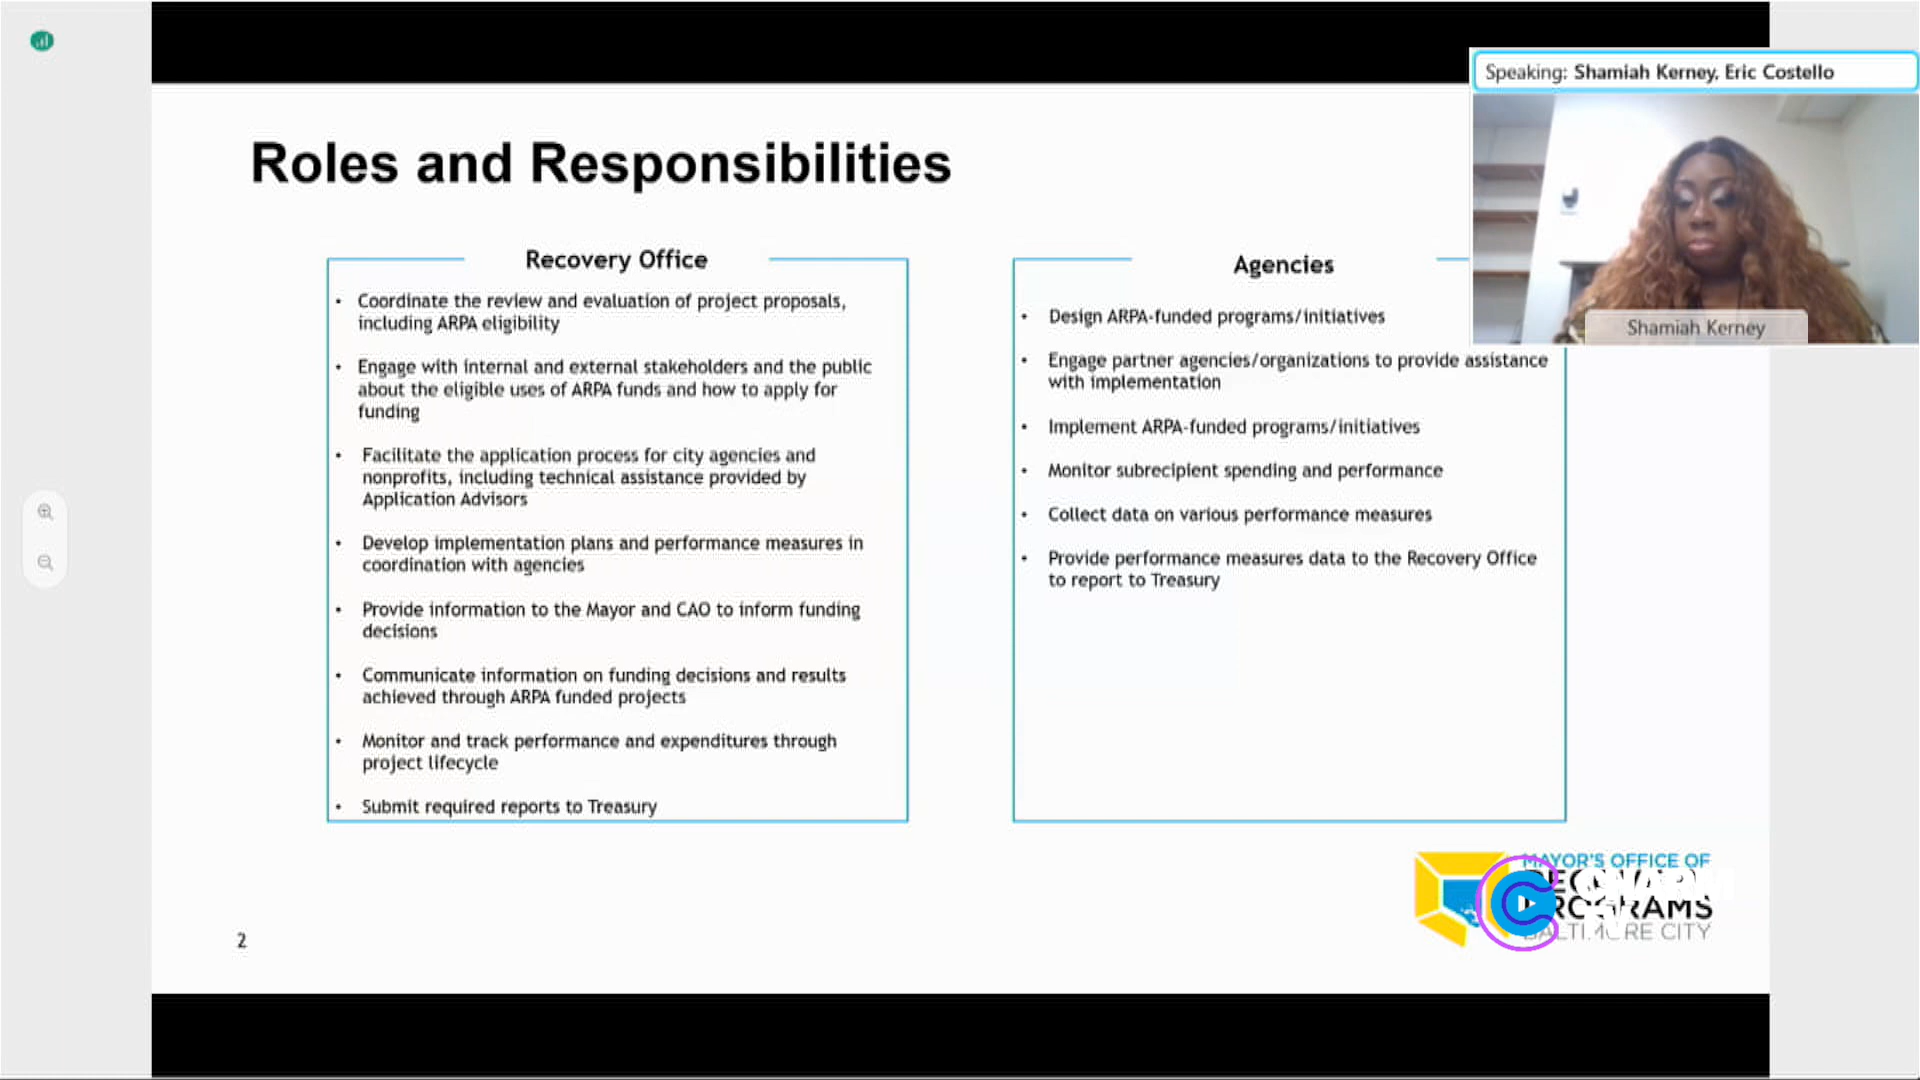 Speaking: Shamiah Kerney, Eric Costello
Shamiah Kerney
Roles and Responsibilities
Recovery Office
• Coordinate the review and evaluation of project proposals,
including ARPA eligibility
• Engage with internal and external stakeholders and the public
about the eligible uses of ARPA funds and how to apply for
funding
• Facilitate the application process for city agencies and
nonprofits, including technical assistance provided by
Application Advisors
• Develop implementation plans and performance measures in
coordination with agencies
• Provide information to the Mayor and CAO to inform funding
decisions
• Communicate information on funding decisions and results
achieved through ARPA funded projects
• Monitor and track performance and expenditures through
project lifecycle
• Submit required reports to Treasury
Agencies
• Design ARPA-funded programs/initiatives
• Engage partner agencies/organizations to provide assistance
with implementation
• Implement ARPA-funded programs/initiatives
• Monitor subrecipient spending and performance
• Collect data on various performance measures
• Provide performance measures data to the Recovery Office
to report to Treasury
MAYOR'S OFFICE OF
PROGRAMS
BALTIMORE CITY
2